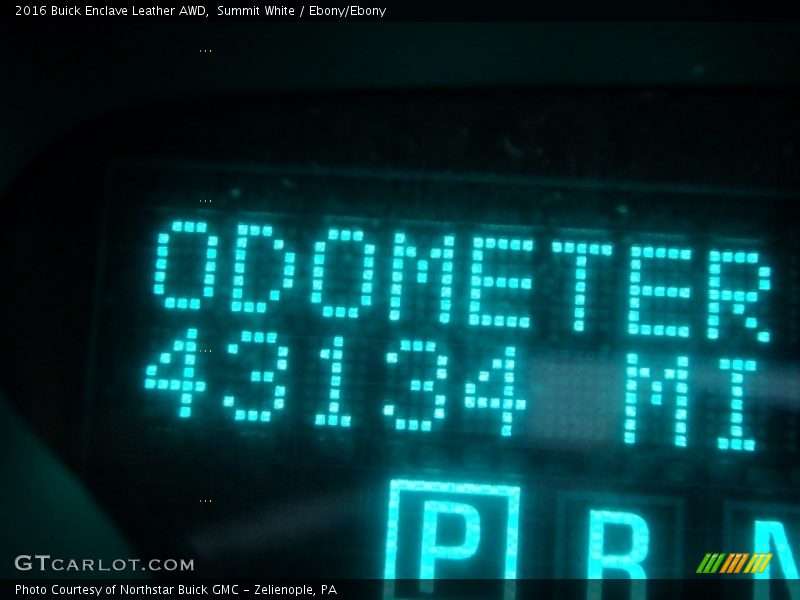 2016 Buick Enclave Leather AWD, Summit White / Ebony/Ebony
ODOMETER
43134 MI
P R N
GTCARLOT.COM
Photo Courtesy of Northstar Buick GMC - Zelienople, PA